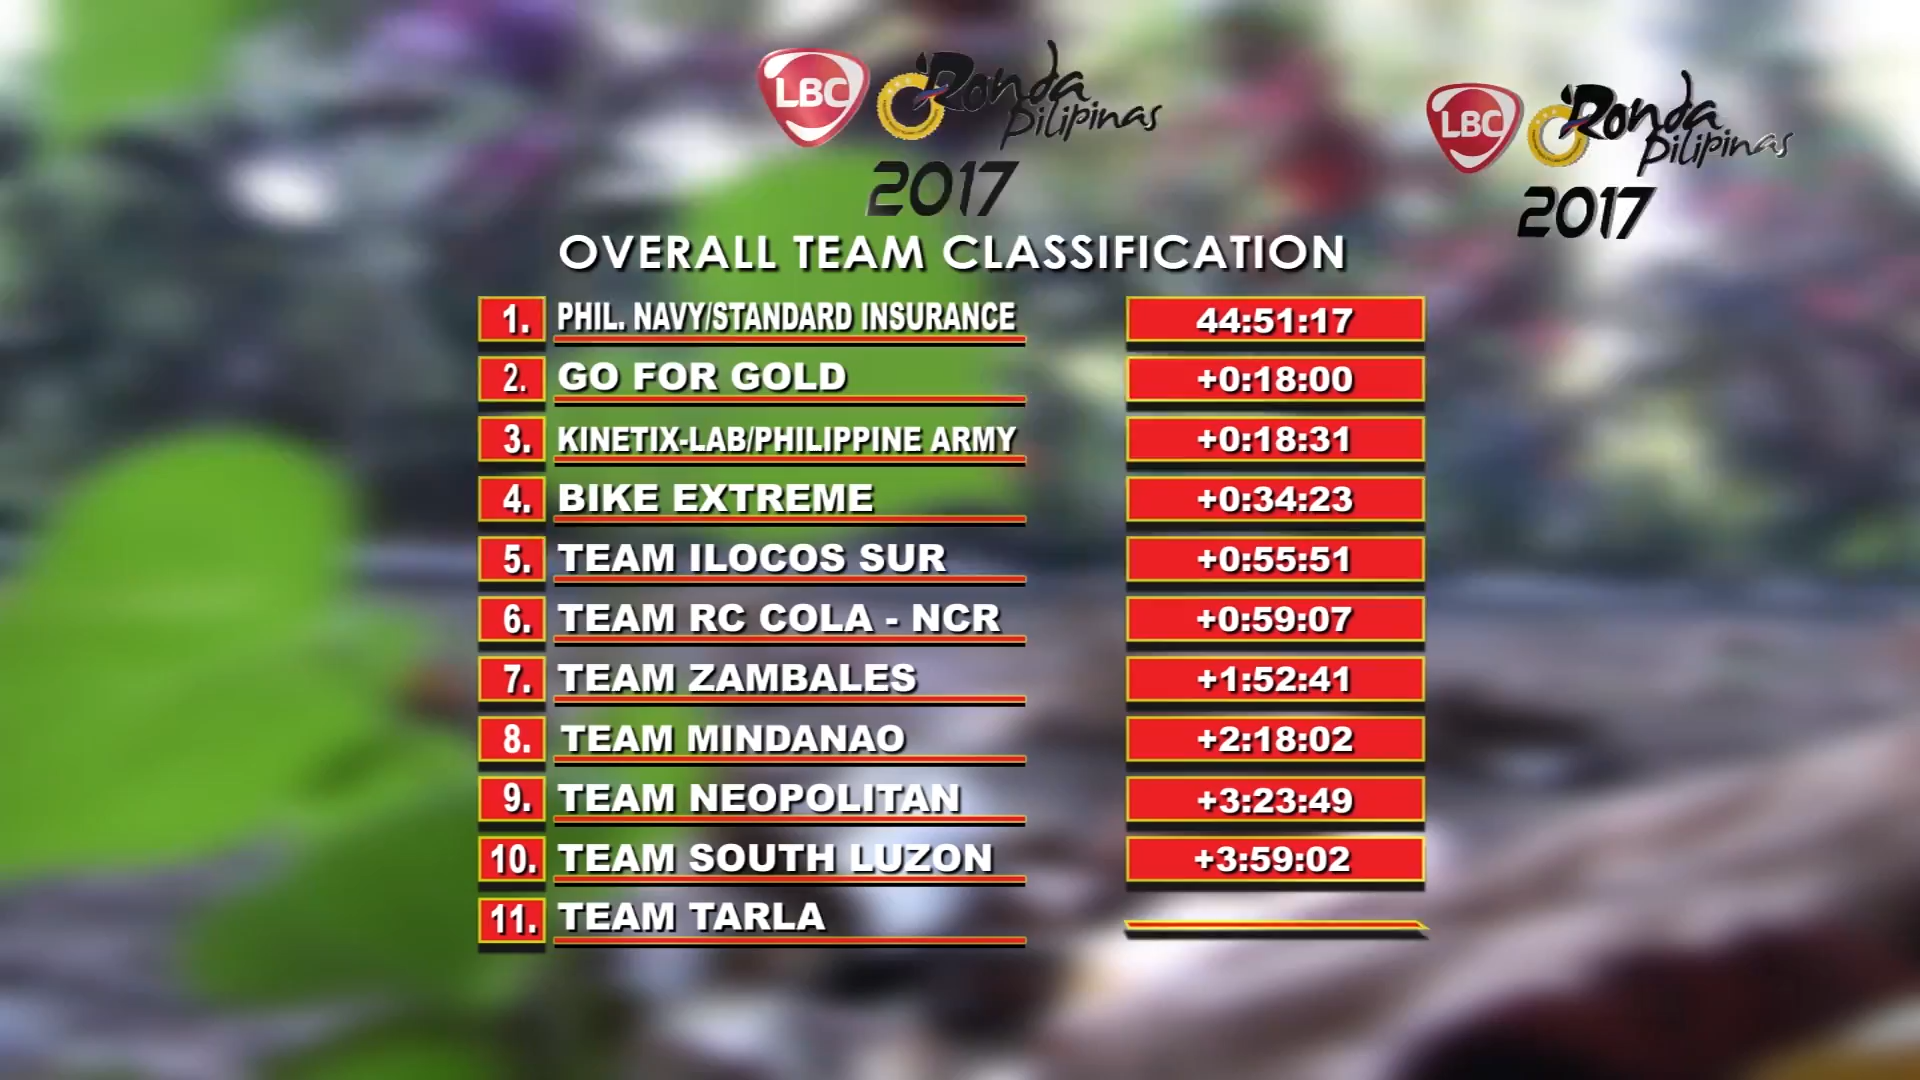 LBC Ronda Pilipinas
2017
LBC Ronda Pilipinas
2017
OVERALL TEAM CLASSIFICATION
1. PHIL. NAVY/STANDARD INSURANCE 44:51:17
2. GO FOR GOLD +0:18:00
3. KINETIX-LAB/PHILIPPINE ARMY +0:18:31
4. BIKE EXTREME +0:34:23
5. TEAM ILOCOS SUR +0:55:51
6. TEAM RC COLA - NCR +0:59:07
7. TEAM ZAMBALES +1:52:41
8. TEAM MINDANAO +2:18:02
9. TEAM NEOPOLITAN +3:23:49
10. TEAM SOUTH LUZON +3:59:02
11. TEAM TARLA